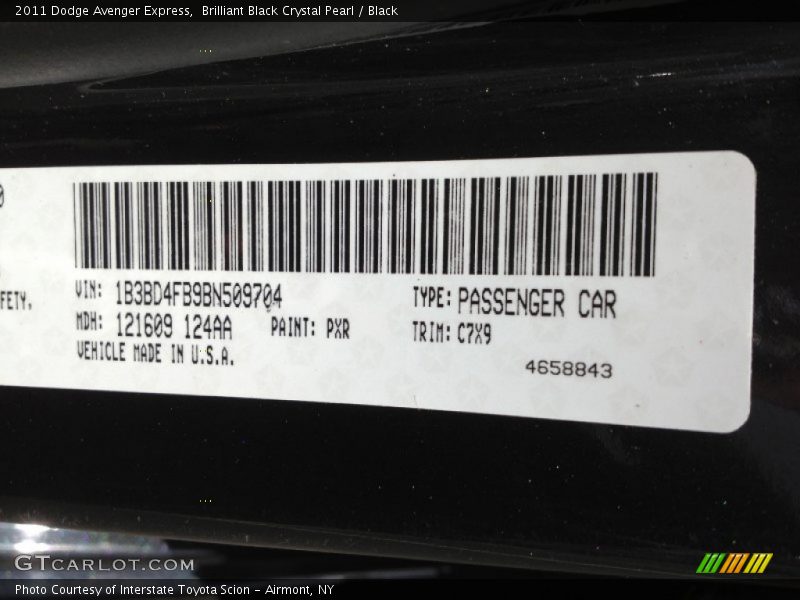 2011 Dodge Avenger Express, Brilliant Black Crystal Pearl / Black
FETY.
VIN: 1B3BD4FB9BN509704
TYPE: PASSENGER CAR
MDH: 121609 124AA
PAINT: PXR
TRIM: C7X9
VEHICLE MADE IN U.S.A.
4658843
GTCARLOT.COM
Photo Courtesy of Interstate Toyota Scion - Airmont, NY